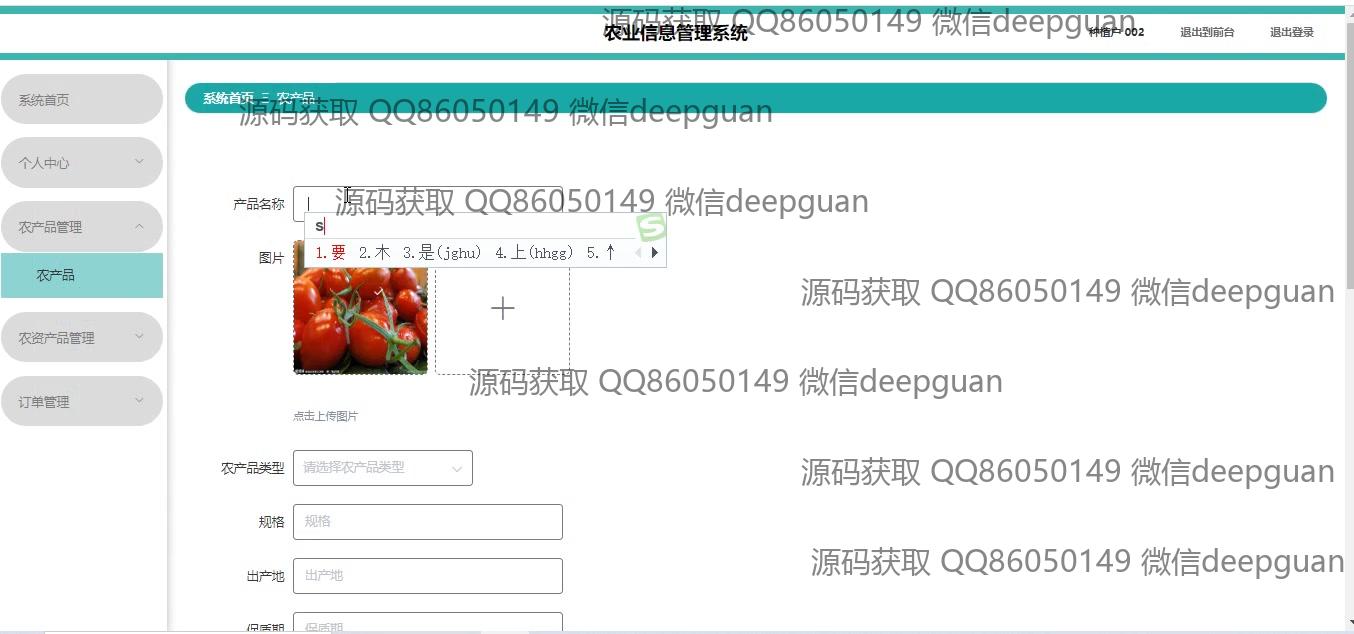 源码获取 QQ86050149 微信deepguan
农业信息管理系统
种植户 002
退出到前台
退出登录
系统首页
个人中心
农产品管理
农产品
农资产品管理
订单管理
系统首页 三 农产品
源码获取 QQ86050149 微信deepguan
产品名称
源码获取 QQ86050149 微信deepguan
s
1.要 2.木 3.是(jghu) 4.上(hhgg) 5.↑
图片
源码获取 QQ86050149 微信deepguan
源码获取 QQ86050149 微信deepguan
点击上传图片
农产品类型 请选择农产品类型
源码获取 QQ86050149 微信deepguan
规格 规格
源码获取 QQ86050149 微信deepguan
出产地 出产地
保质期 保质期